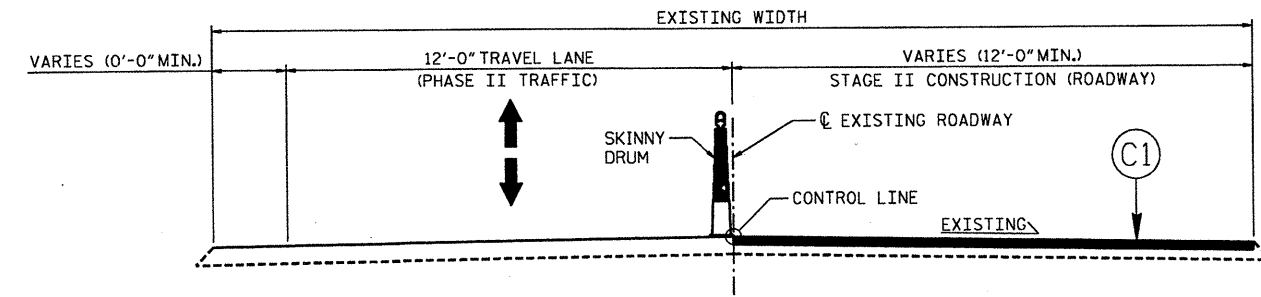 EXISTING WIDTH
VARIES (0'-0" MIN.)
12'-0" TRAVEL LANE
(PHASE II TRAFFIC)
VARIES (12'-0" MIN.)
STAGE II CONSTRUCTION (ROADWAY)
SKINNY
DRUM
℄ EXISTING ROADWAY
C1
CONTROL LINE
EXISTING